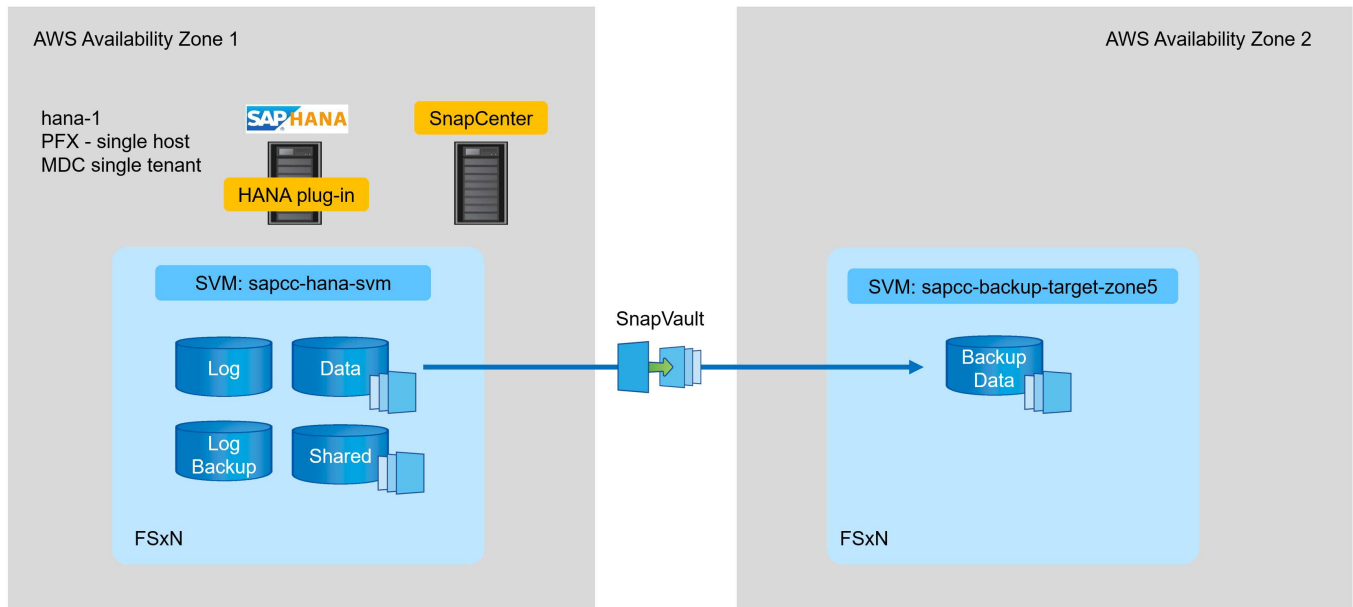 AWS Availability Zone 1
AWS Availability Zone 2
hana-1
PFX - single host
MDC single tenant
SAP HANA
HANA plug-in
SnapCenter
SVM: sapcc-hana-svm
Log
Data
Log
Backup
Shared
FSxN
SnapVault
SVM: sapcc-backup-target-zone5
Backup
Data
FSxN